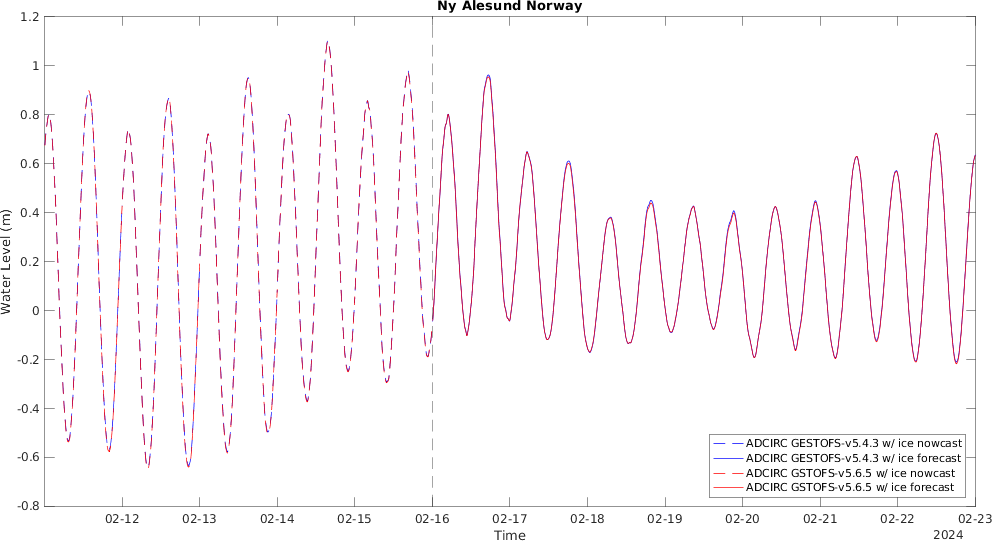 Ny Alesund Norway
Water Level (m)
1.2
1
0.8
0.6
0.4
0.2
0
-0.2
-0.4
-0.6
-0.8
ADCIRC GESTOFS-v5.4.3 w/ ice nowcast
ADCIRC GESTOFS-v5.4.3 w/ ice forecast
ADCIRC GSTOFS-v5.6.5 w/ ice nowcast
ADCIRC GSTOFS-v5.6.5 w/ ice forecast
02-12 02-13 02-14 02-15 02-16 02-17 02-18 02-19 02-20 02-21 02-22 02-23
Time
2024